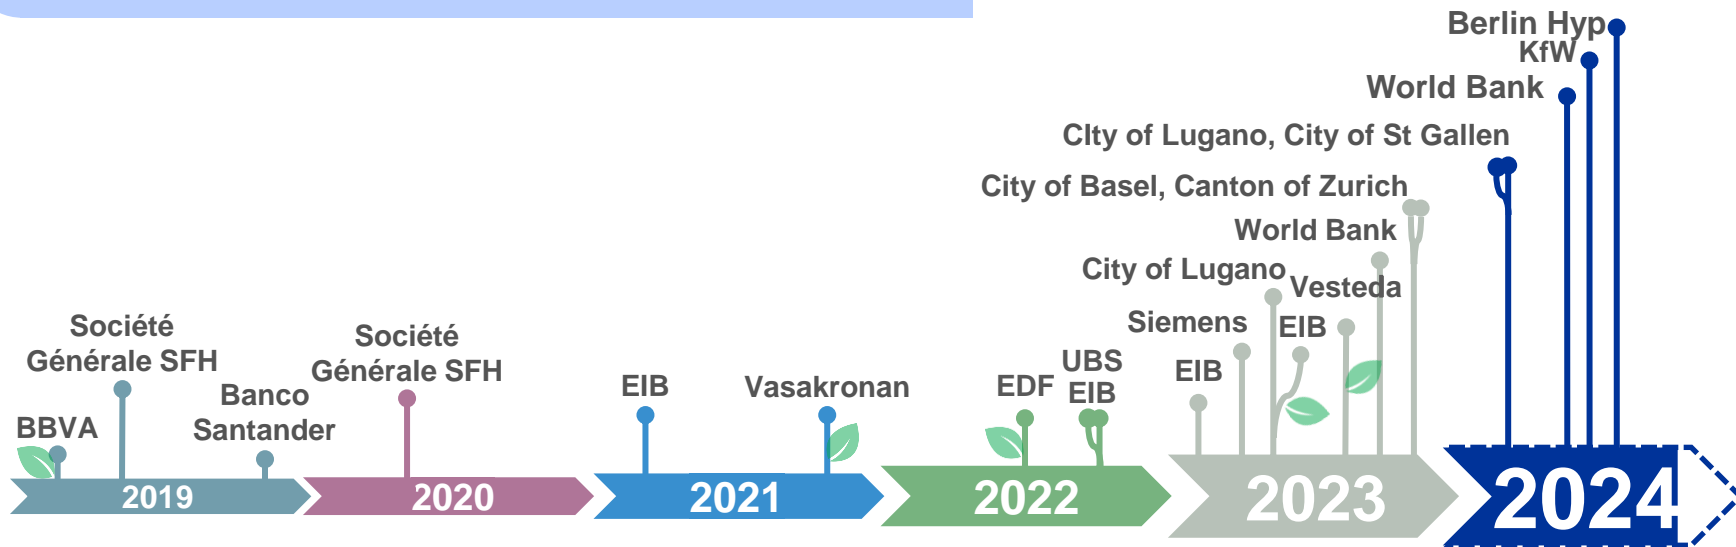 Berlin Hyp
KfW
World Bank
CIty of Lugano, City of St Gallen
City of Basel, Canton of Zurich
World Bank
City of Lugano
Vesteda
Siemens
EIB
EIB
Société
Générale SFH
BBVA
Banco
Santander
Société
Générale SFH
EIB
Vasakronan
EDF
UBS
EIB
2019
2020
2021
2022
2023
2024